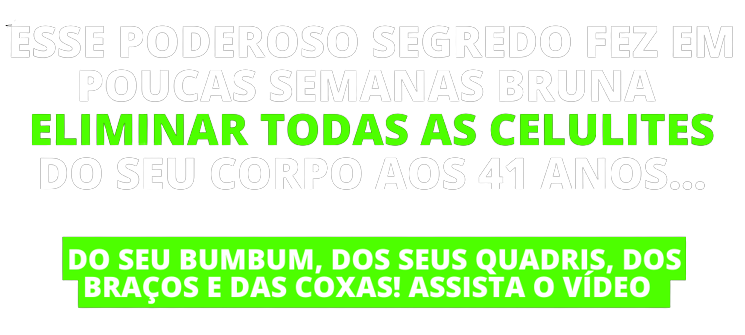 ESSE PODEROSO SEGREDO FEZ EM
POUCAS SEMANAS BRUNA
ELIMINAR TODAS AS CELULITES
DO SEU CORPO AOS 41 ANOS...
DO SEU BUMBUM, DOS SEUS QUADRIS, DOS
BRAÇOS E DAS COXAS! ASSISTA O VÍDEO